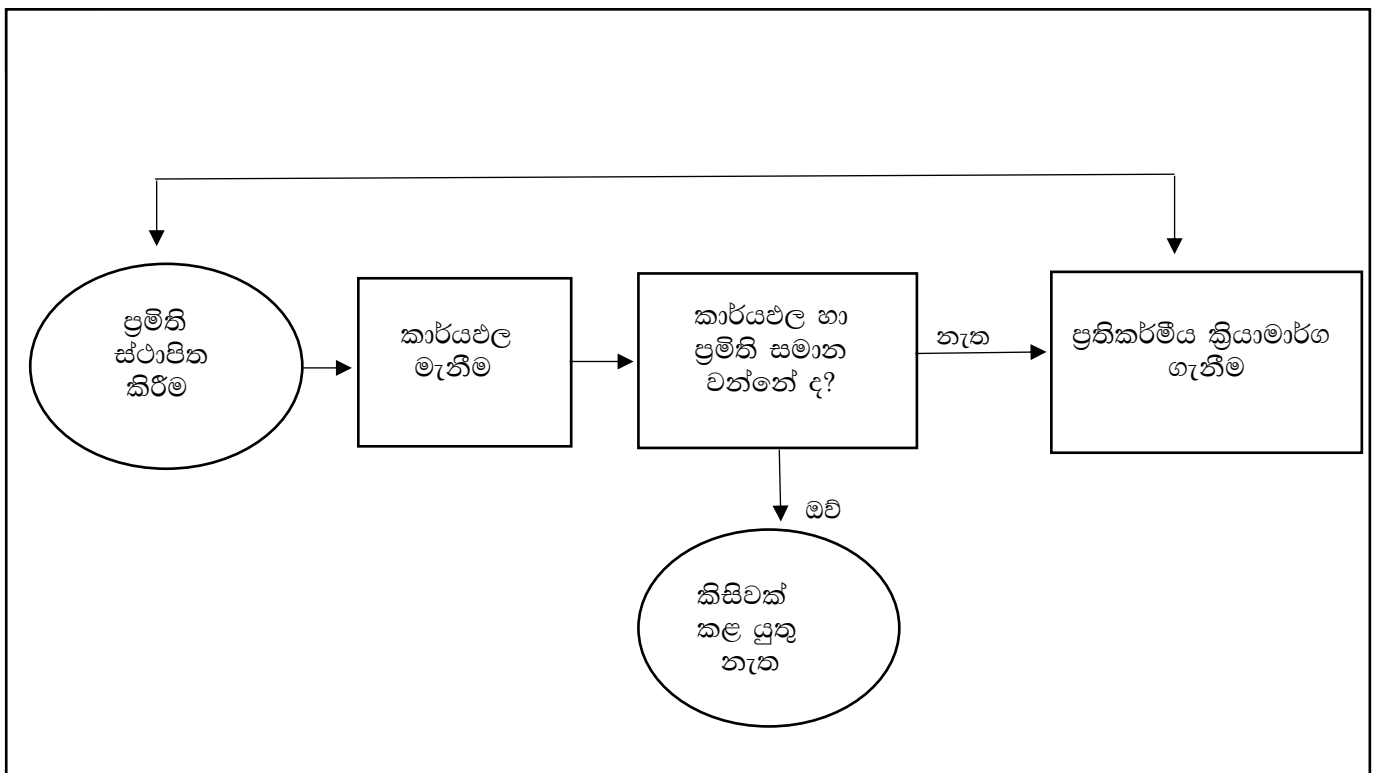 ප්‍රමිති
ස්ථාපිත
කිරීම
කාර්යඵල
මැනීම
කාර්යඵල හා
ප්‍රමිති සමාන
වන්නේ ද?
නැත
ප්‍රතිකර්මීය ක්‍රියාමාර්ග
ගැනීම
ඔව්
කිසිවක්
කළ යුතු
නැත